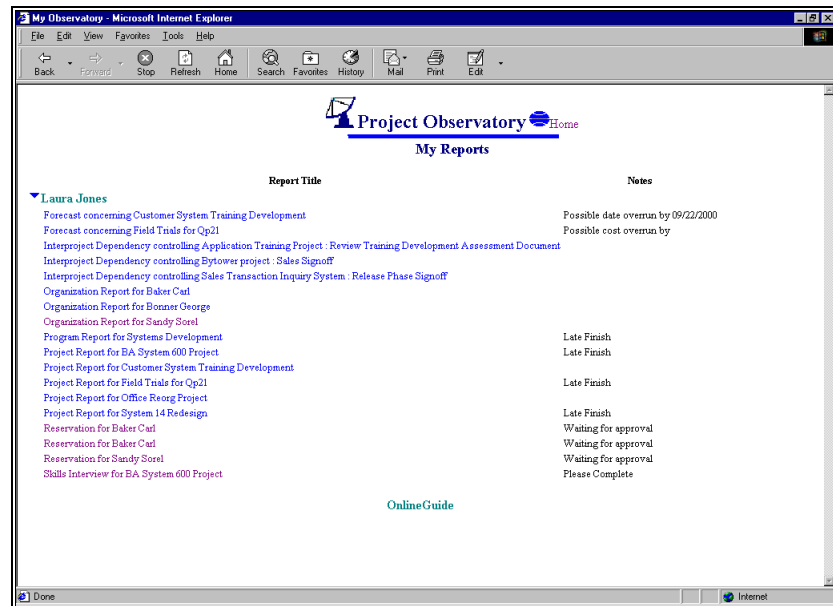 My Observatory - Microsoft Internet Explorer
File Edit View Favorites Tools Help
Back Forward Stop Refresh Home Search Favorites History Mail Print Edit
Project Observatory Home
My Reports
Report Title Notes
Laura Jones
Forecast concerning Customer System Training Development Possible date overrun by 09/22/2000
Forecast concerning Field Trials for Qp21 Possible cost overrun by
Interproject Dependency controlling Application Training Project : Review Training Development Assessment Document
Interproject Dependency controlling Bytower project : Sales Signoff
Interproject Dependency controlling Sales Transaction Inquiry System : Release Phase Signoff
Organization Report for Baker Carl
Organization Report for Bonner George
Organization Report for Sandy Sorel
Program Report for Systems Development Late Finish
Project Report for BA System 600 Project Late Finish
Project Report for Customer System Training Development
Project Report for Field Trials for Qp21 Late Finish
Project Report for Office Reorg Project
Project Report for System 14 Redesign Late Finish
Reservation for Baker Carl Waiting for approval
Reservation for Baker Carl Waiting for approval
Reservation for Sandy Sorel Waiting for approval
Skills Interview for BA System 600 Project Please Complete
OnlineGuide
Done Internet